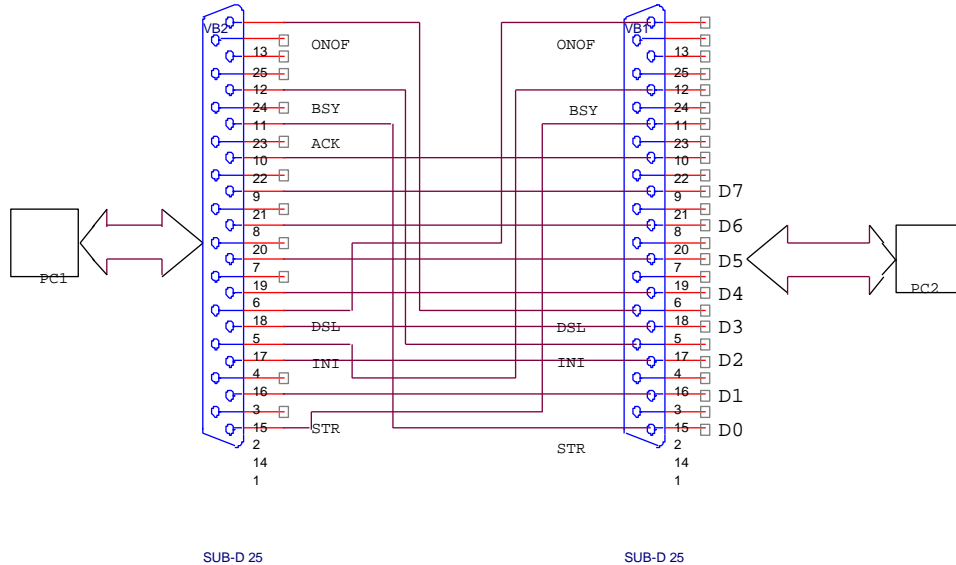 VB2 VB1
ONOF ONOF
13 13
25 25
12 12
BSY BSY
24 24
11 11
ACK
23 23
10 10
22 22
D7
9 9
21 21
D6
8 8
20 20
D5
PC1 PC2
7 7
19 19
D4
6 6
18 18
DSL DSL D3
5 5
17 17
INI INI D2
4 4
16 16
D1
3 3
15 15
STR D0
2 2
STR
14 14
1 1
SUB-D 25 SUB-D 25